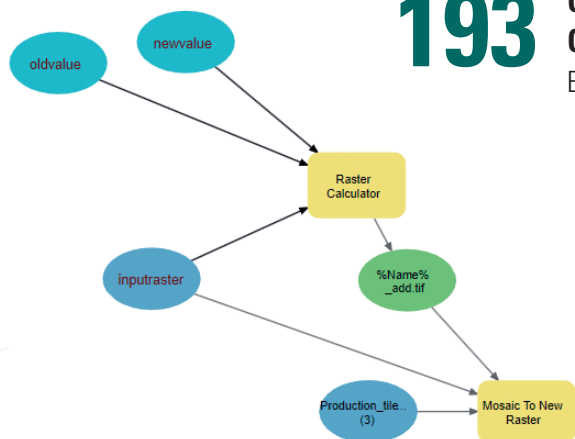 193
newvalue
oldvalue
Raster
Calculator
inputraster
%Name%
_add.tif
Production_tile...
(3)
Mosaic To New
Raster